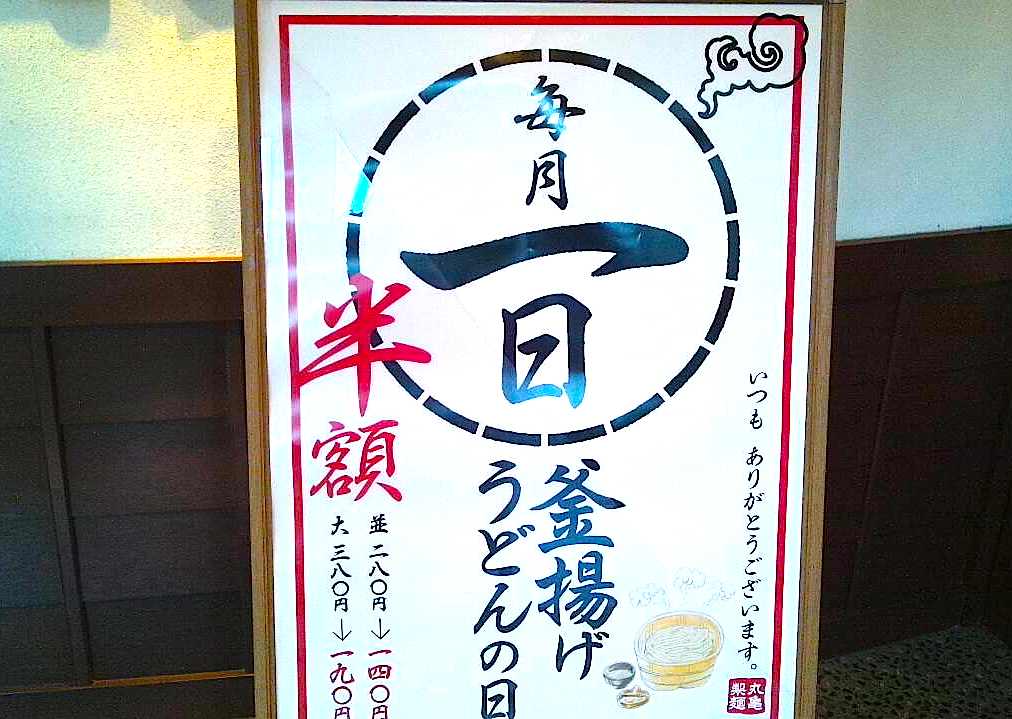 いつも ありがとうございます。
丸亀
製麺
毎月
一日
釜揚げ
うどんの日
半額
並 二八〇円→一四〇円
大 三八〇円→一九〇円